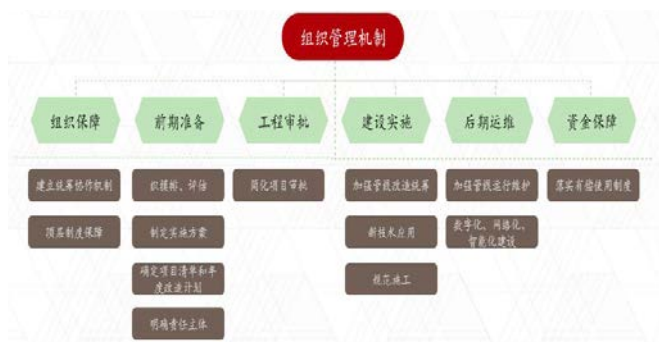 组织管理机制
组织保障
前期准备
工程审批
建设实施
后期运维
资金保障
建立统筹协作机制
顶层制度保障
织摸排、评估
制定实施方案
确定项目清单和年
度改造计划
明确责任主体
简化项目审批
加强管线改造统筹
新技术应用
规范施工
加强管线运行维护
数字化、网络化、
智能化建设
落实有偿使用制度